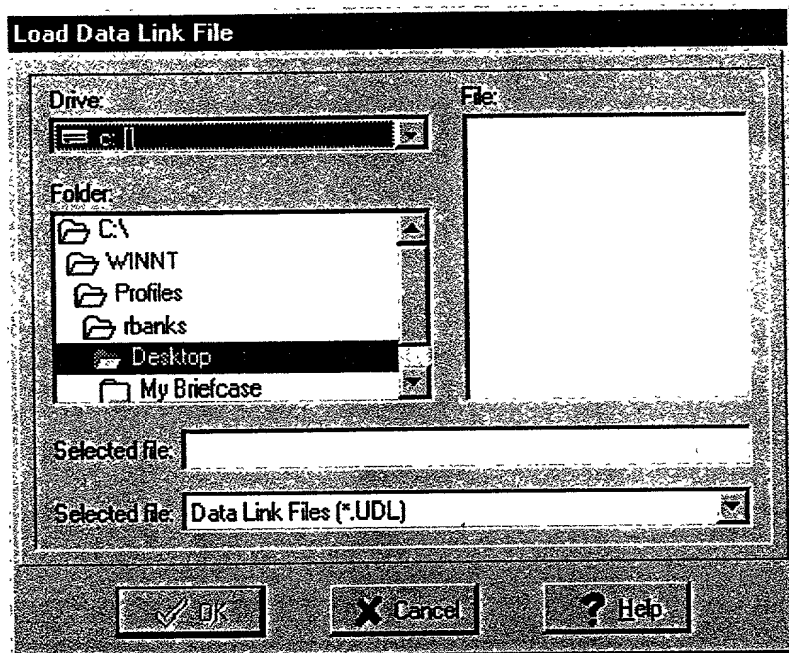 Load Data Link File
Drive:
c: []
Folder:
C:\
WINNT
Profiles
rbanks
Desktop
My Briefcase
File:
Selected file:
Selected file: Data Link Files (*.UDL)
OK Cancel Help